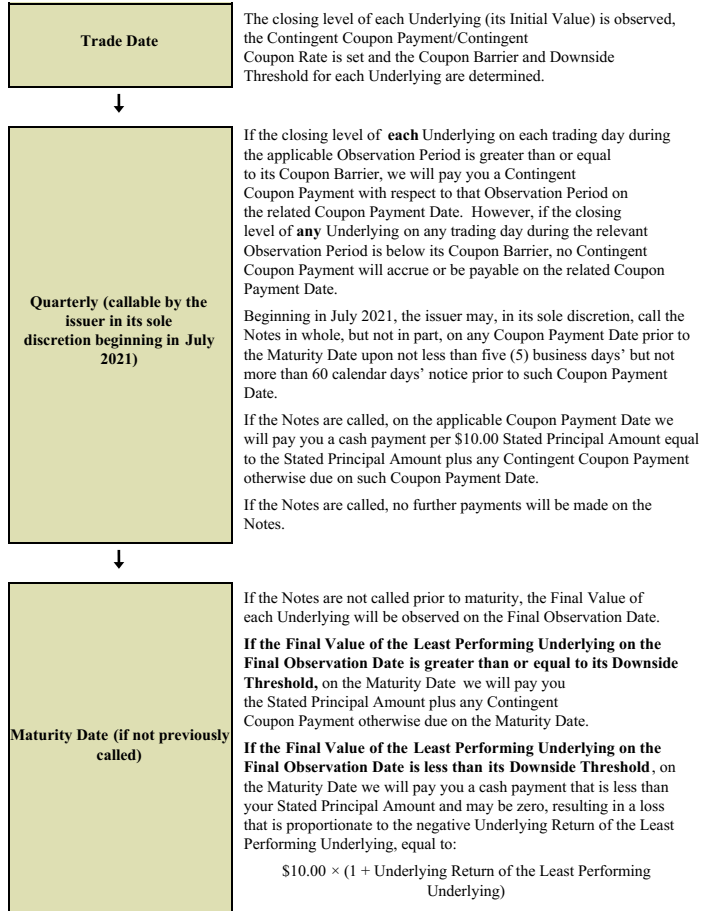 Trade Date
The closing level of each Underlying (its Initial Value) is observed,
the Contingent Coupon Payment/Contingent
Coupon Rate is set and the Coupon Barrier and Downside
Threshold for each Underlying are determined.
Quarterly (callable by the
issuer in its sole
discretion beginning in July
2021)
If the closing level of each Underlying on each trading day during
the applicable Observation Period is greater than or equal
to its Coupon Barrier, we will pay you a Contingent
Coupon Payment with respect to that Observation Period on
the related Coupon Payment Date. However, if the closing
level of any Underlying on any trading day during the relevant
Observation Period is below its Coupon Barrier, no Contingent
Coupon Payment will accrue or be payable on the related Coupon
Payment Date.
Beginning in July 2021, the issuer may, in its sole discretion, call the
Notes in whole, but not in part, on any Coupon Payment Date prior to
the Maturity Date upon not less than five (5) business days’ but not
more than 60 calendar days’ notice prior to such Coupon Payment
Date.
If the Notes are called, on the applicable Coupon Payment Date we
will pay you a cash payment per $10.00 Stated Principal Amount equal
to the Stated Principal Amount plus any Contingent Coupon Payment
otherwise due on such Coupon Payment Date.
If the Notes are called, no further payments will be made on the
Notes.
Maturity Date (if not previously
called)
If the Notes are not called prior to maturity, the Final Value of
each Underlying will be observed on the Final Observation Date.
If the Final Value of the Least Performing Underlying on the
Final Observation Date is greater than or equal to its Downside
Threshold, on the Maturity Date we will pay you
the Stated Principal Amount plus any Contingent
Coupon Payment otherwise due on the Maturity Date.
If the Final Value of the Least Performing Underlying on the
Final Observation Date is less than its Downside Threshold, on
the Maturity Date we will pay you a cash payment that is less than
your Stated Principal Amount and may be zero, resulting in a loss
that is proportionate to the negative Underlying Return of the Least
Performing Underlying, equal to:
$10.00 × (1 + Underlying Return of the Least Performing
Underlying)